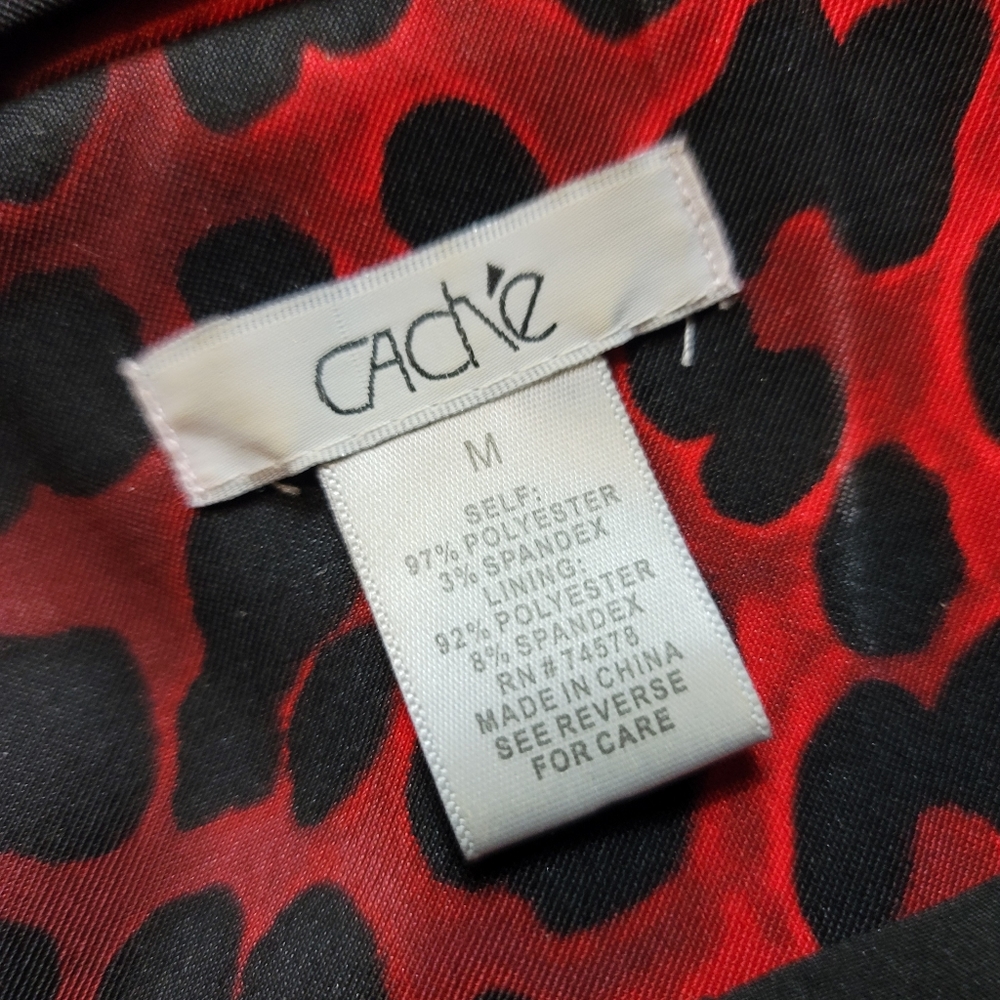 CAChé
M
SELF:
97% POLYESTER
3% SPANDEX
LINING:
92% POLYESTER
8% SPANDEX
RN # 74578
MADE IN CHINA
SEE REVERSE
FOR CARE